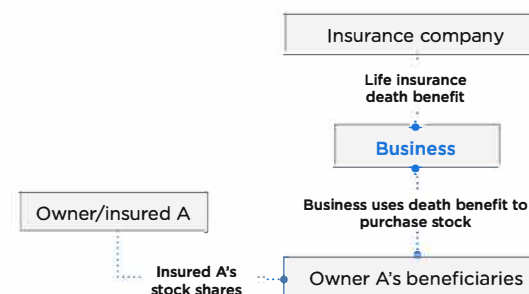 Insurance company
Life insurance
death benefit
Business
Owner/insured A
Business uses death benefit to
purchase stock
Insured A's
stock shares
Owner A's beneficiaries